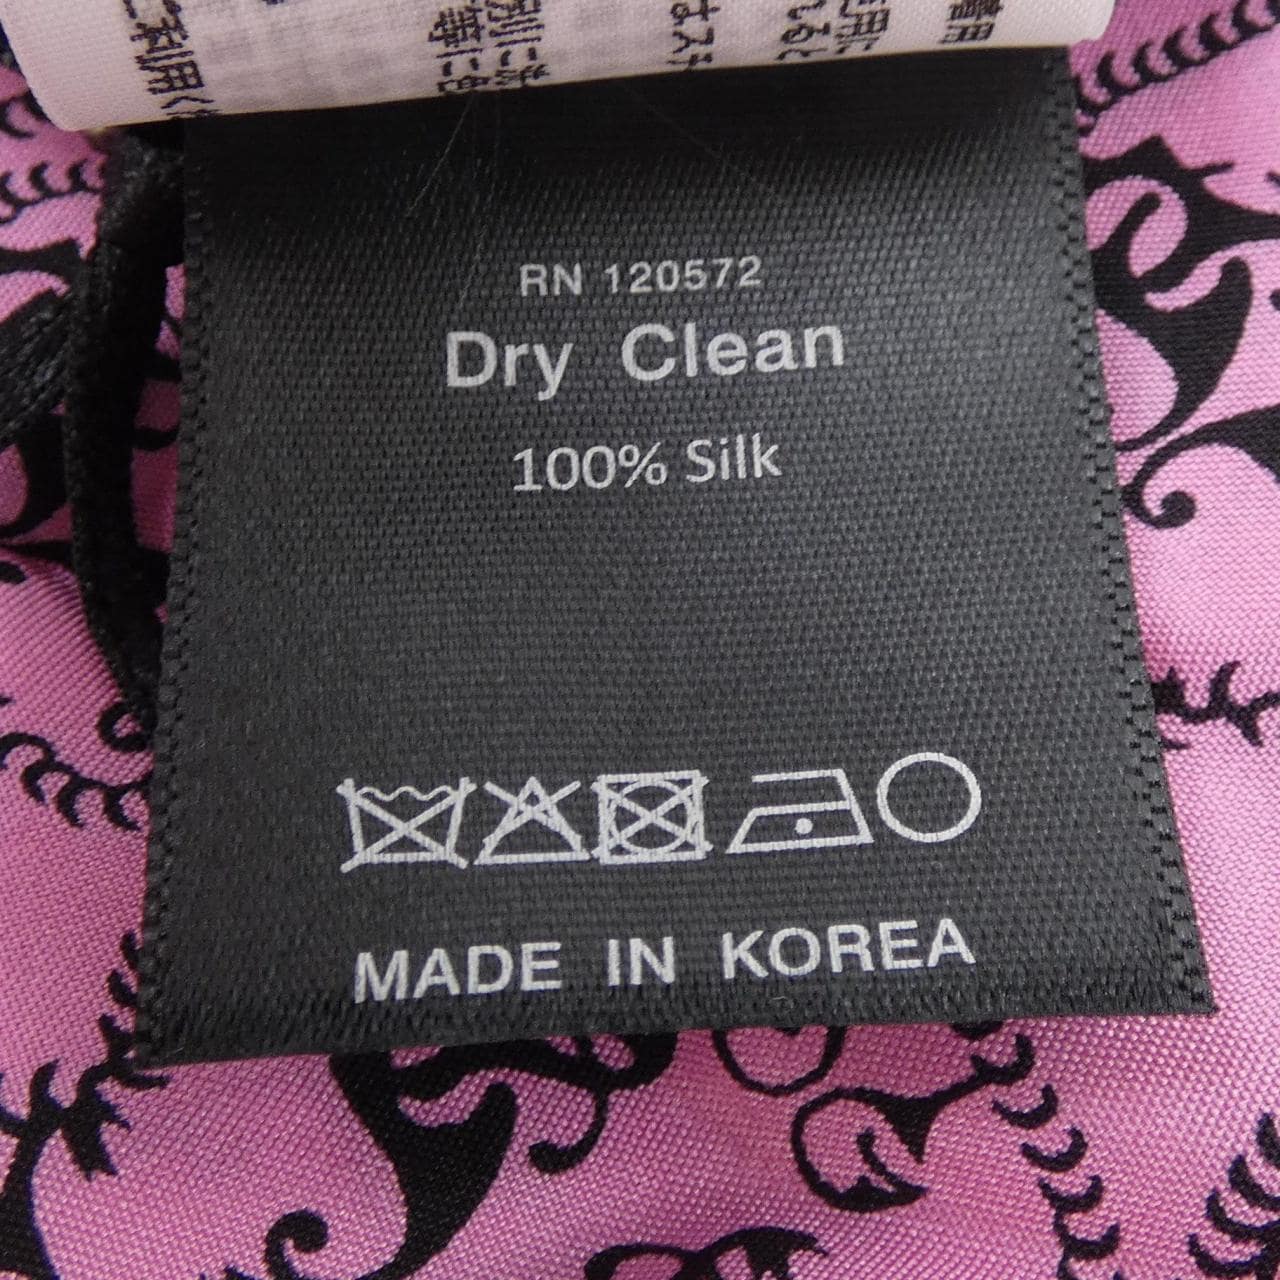 RN 120572
Dry Clean
100% Silk
MADE IN KOREA